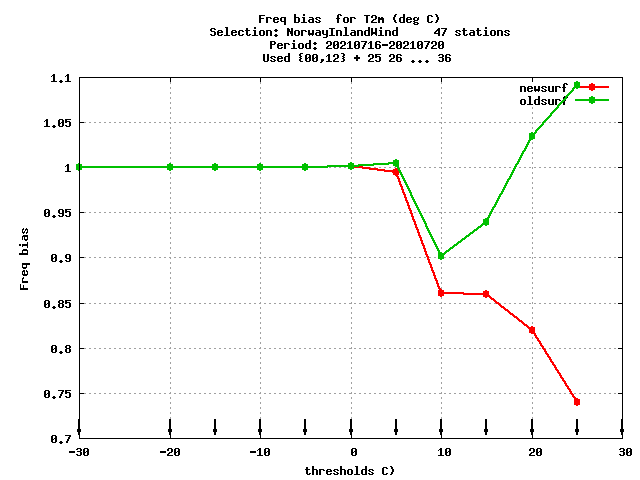 Freq bias  for T2m (deg C)
Selection: NorwayInlandWind     47 stations
Period: 20210716-20210720
Used {00,12} + 25 26 ... 36
newsurf
oldsurf
1.1
1.05
1
0.95
0.9
0.85
0.8
0.75
0.7
Freq bias
-30 -20 -10 0 10 20 30
thresholds C)